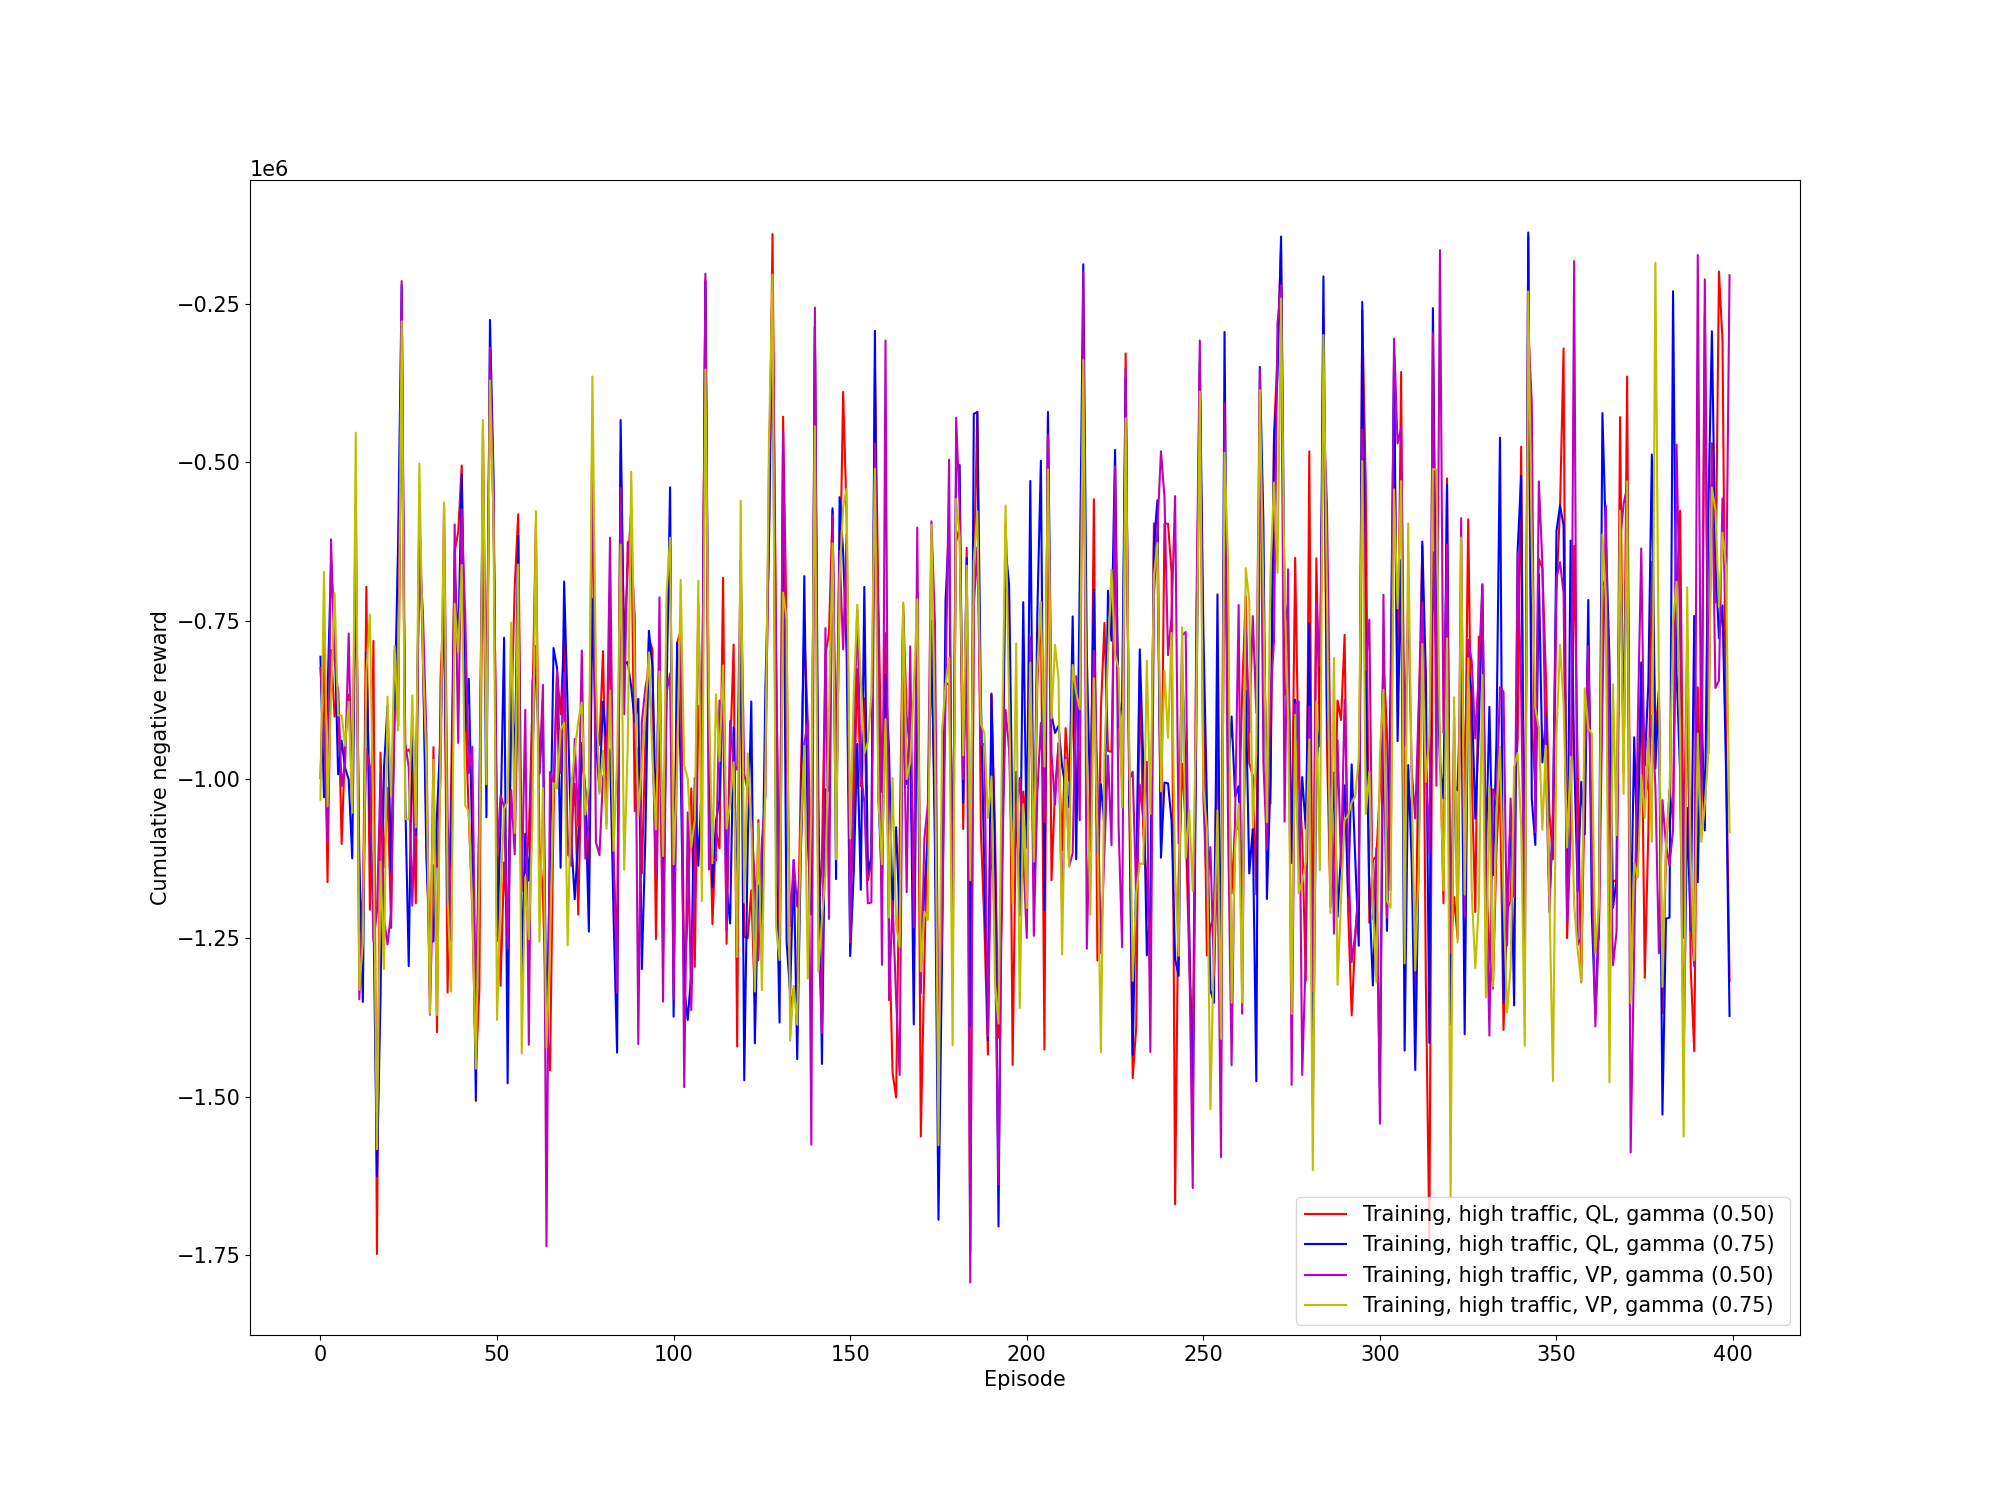 1e6
−0.25
−0.50
−0.75
−1.00
−1.25
−1.50
−1.75
Cumulative negative reward
0 50 100 150 200 250 300 350 400
Episode
Training, high traffic, QL, gamma (0.50)
Training, high traffic, QL, gamma (0.75)
Training, high traffic, VP, gamma (0.50)
Training, high traffic, VP, gamma (0.75)